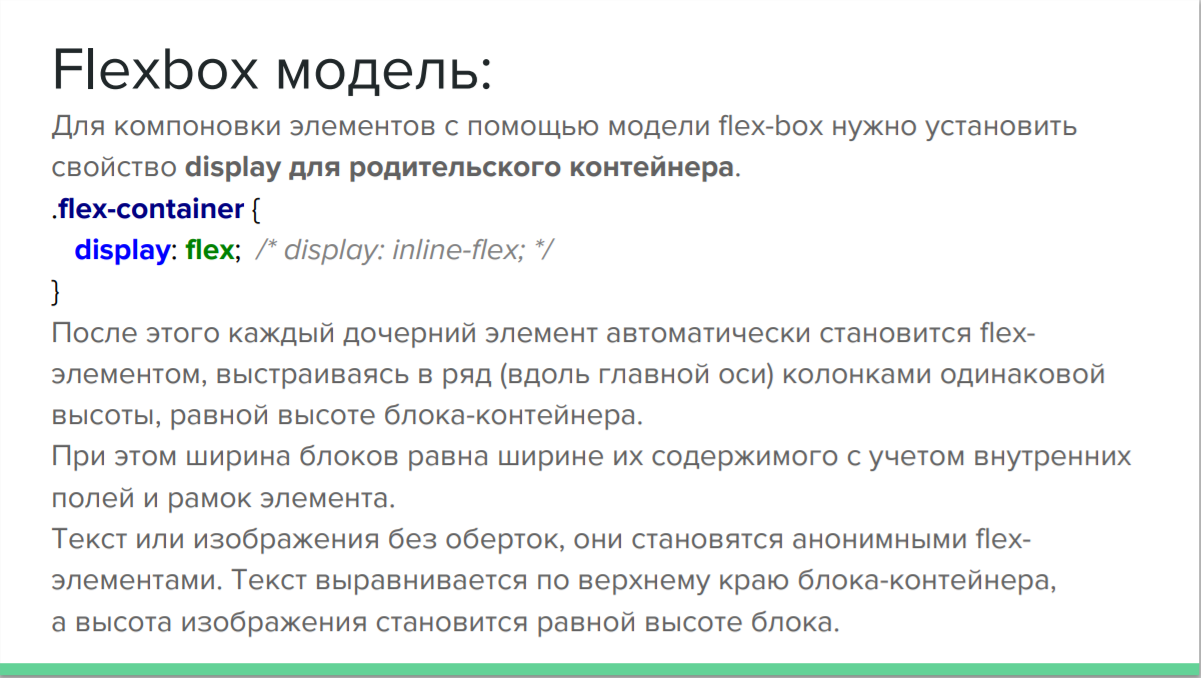 Flexbox модель:
Для компоновки элементов с помощью модели flex-box нужно установить
свойство display для родительского контейнера.
.flex-container {
display: flex; /* display: inline-flex; */
}
После этого каждый дочерний элемент автоматически становится flex-
элементом, выстраиваясь в ряд (вдоль главной оси) колонками одинаковой
высоты, равной высоте блока-контейнера.
При этом ширина блоков равна ширине их содержимого с учетом внутренних
полей и рамок элемента.
Текст или изображения без оберток, они становятся анонимными flex-
элементами. Текст выравнивается по верхнему краю блока-контейнера,
а высота изображения становится равной высоте блока.